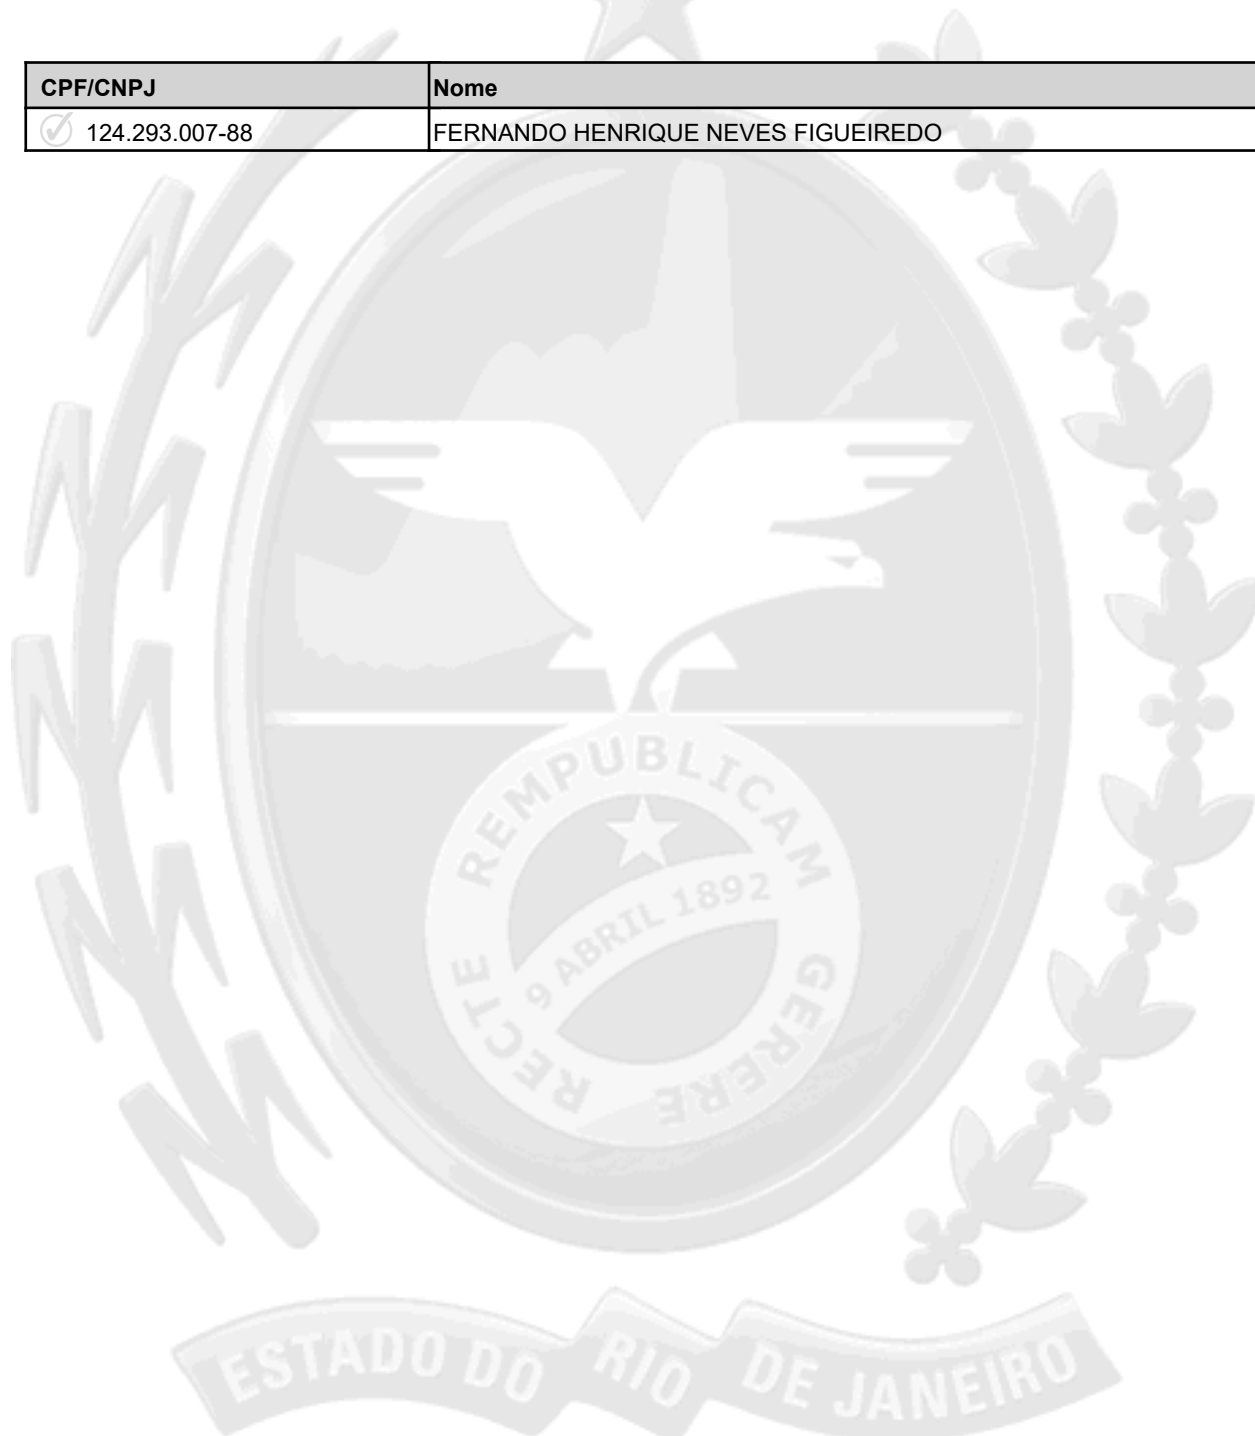 CPF/CNPJ Nome
124.293.007-88 FERNANDO HENRIQUE NEVES FIGUEIREDO
REMPUBLICAM
9 ABRIL 1892
RECTE GERERE
ESTADO DO RIO DE JANEIRO